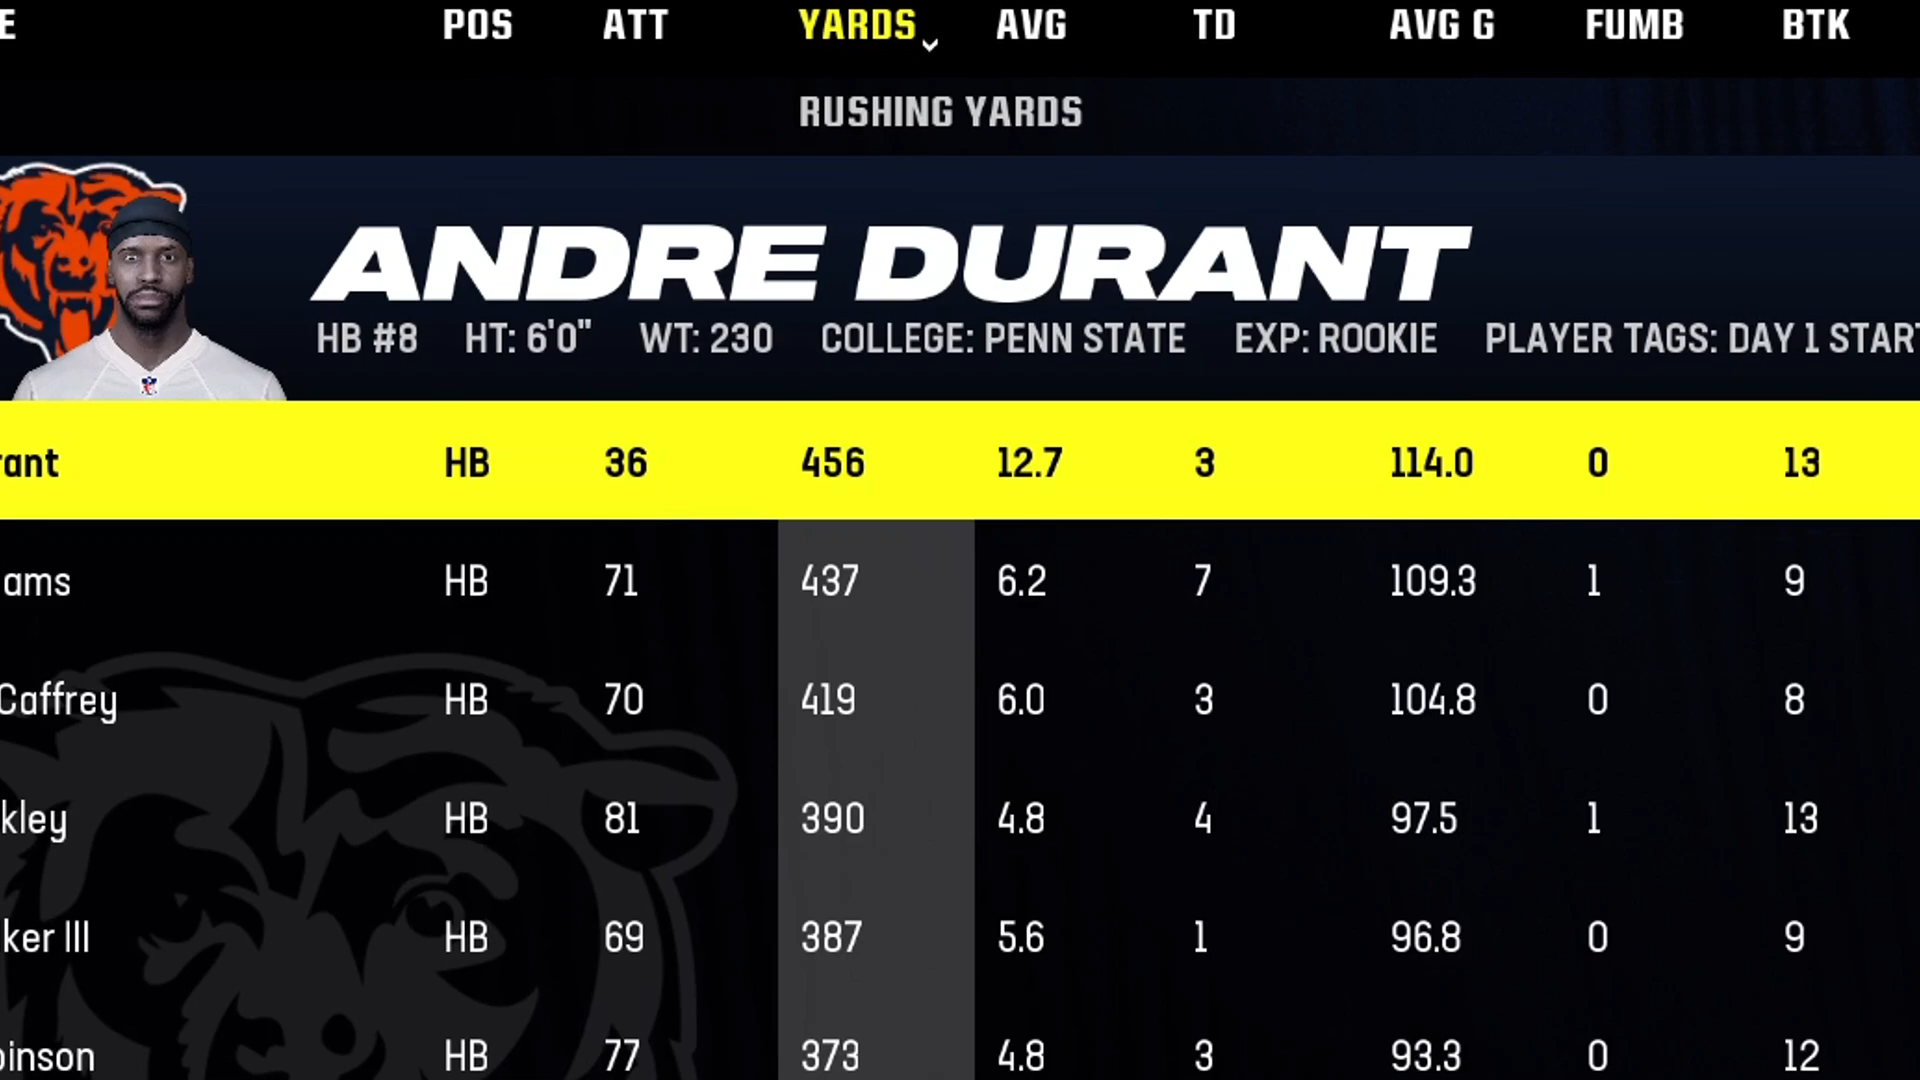 E POS ATT YARDS AVG TD AVG G FUMB BTK
RUSHING YARDS
ANDRE DURANT
HB #8 HT: 6'0" WT: 230 COLLEGE: PENN STATE EXP: ROOKIE PLAYER TAGS: DAY 1 START
rant HB 36 456 12.7 3 114.0 0 13
ams HB 71 437 6.2 7 109.3 1 9
Caffrey HB 70 419 6.0 3 104.8 0 8
kley HB 81 390 4.8 4 97.5 1 13
ker III HB 69 387 5.6 1 96.8 0 9
binson HB 77 373 4.8 3 93.3 0 12